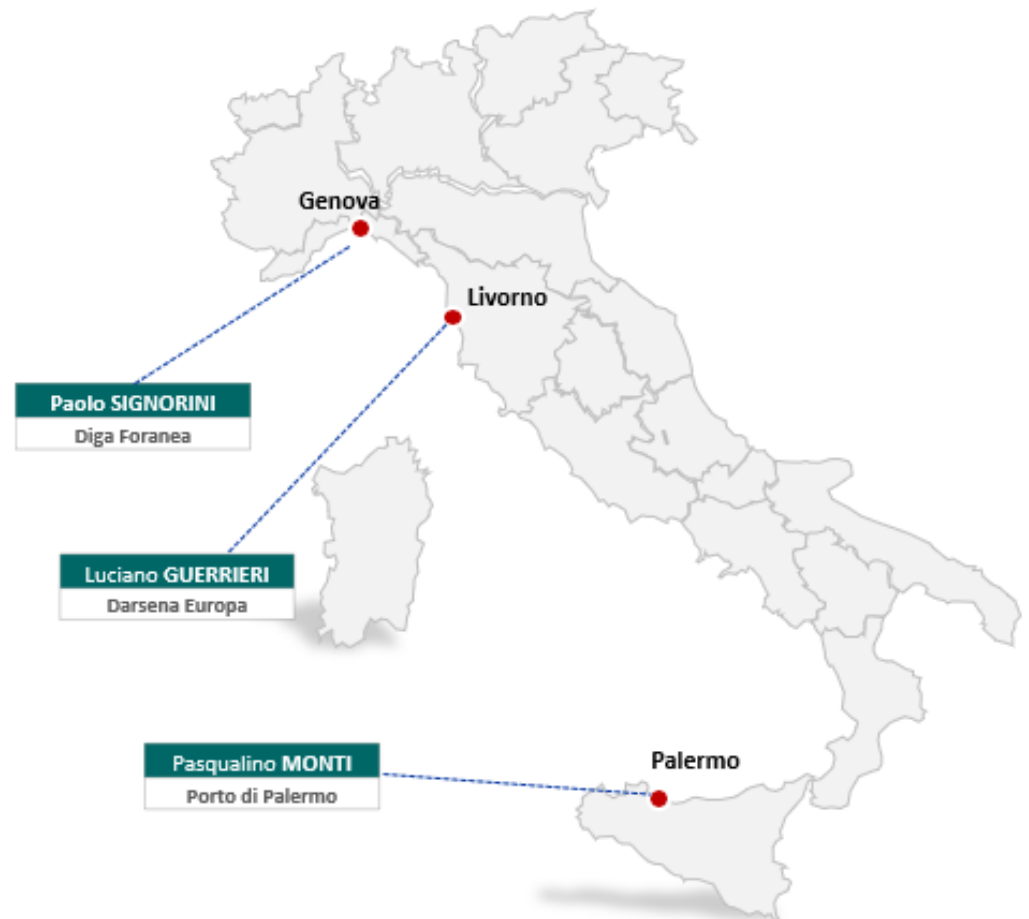 Genova
Livorno
Paolo SIGNORINI
Diga Foranea
Luciano GUERRIERI
Darsena Europa
Palermo
Pasqualino MONTI
Porto di Palermo